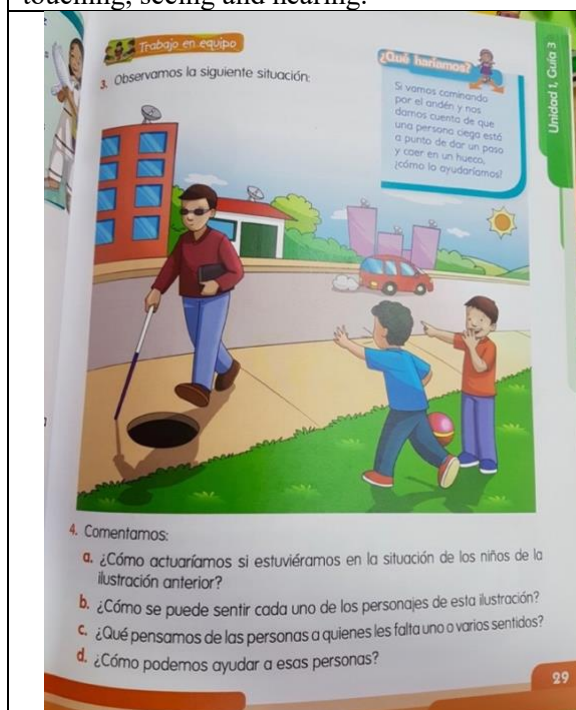 touching, seeing and hearing.
Trabajo en equipo
3. Observamos la siguiente situación:
¿Qué haríamos?
Si vamos caminando
por el andén y nos
damos cuenta de que
una persona ciega está
a punto de dar un paso
y caer en un hueco,
¿cómo la ayudaríamos?
Unidad 1, Guía 3
4. Comentamos:
a. ¿Cómo actuaríamos si estuviéramos en la situación de los niños de la
ilustración anterior?
b. ¿Cómo se puede sentir cada uno de los personajes de esta ilustración?
c. ¿Qué pensamos de las personas a quienes les falta uno o varios sentidos?
d. ¿Cómo podemos ayudar a esas personas?
29